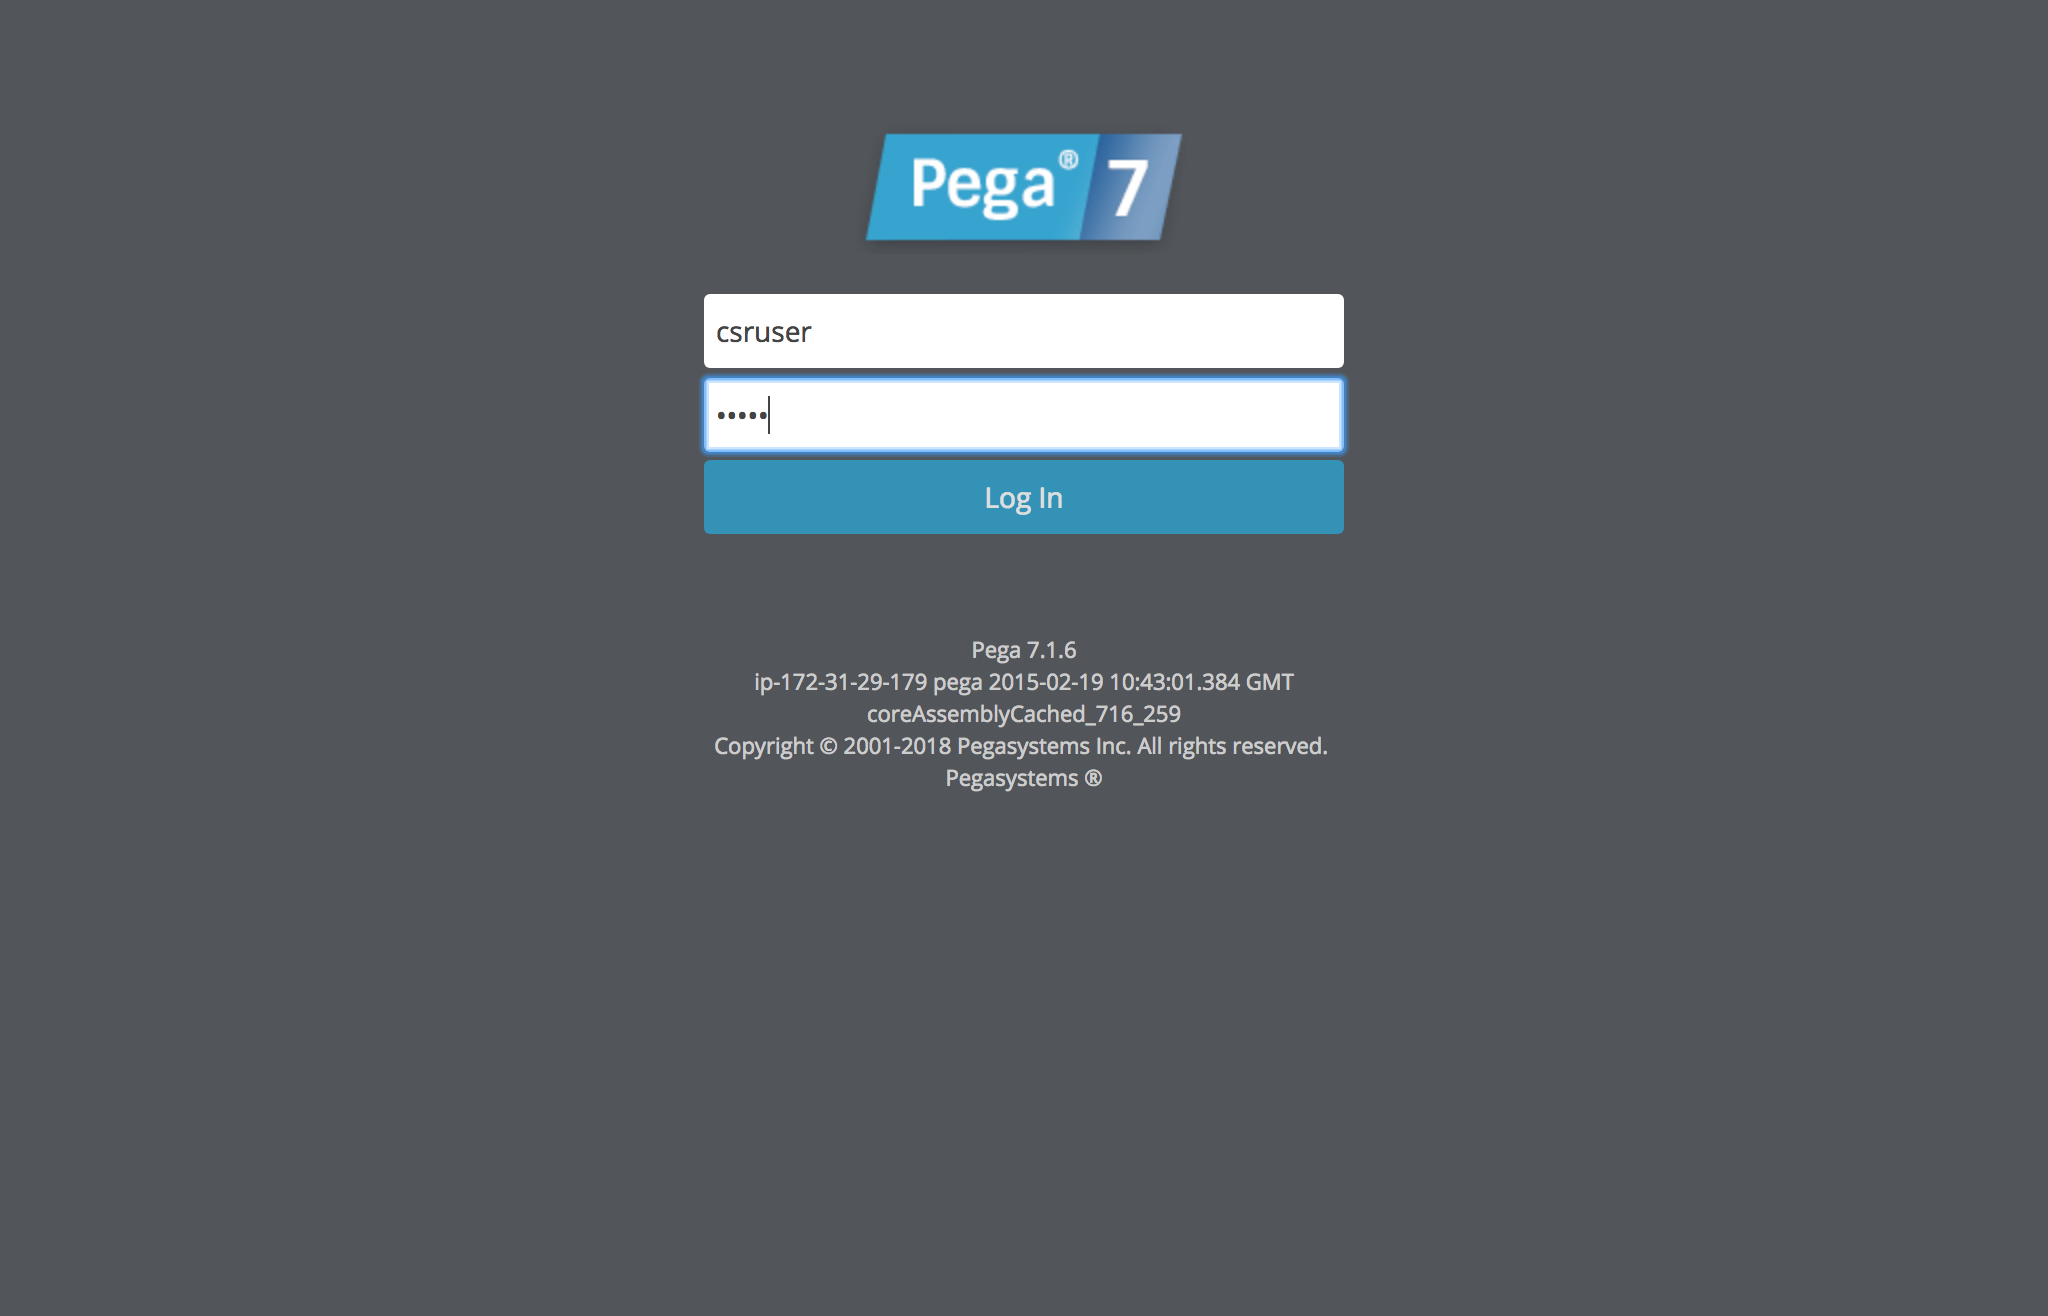 Pega® 7
csruser
•••••
Log In
Pega 7.1.6
ip-172-31-29-179 pega 2015-02-19 10:43:01.384 GMT
coreAssemblyCached_716_259
Copyright © 2001-2018 Pegasystems Inc. All rights reserved.
Pegasystems ®